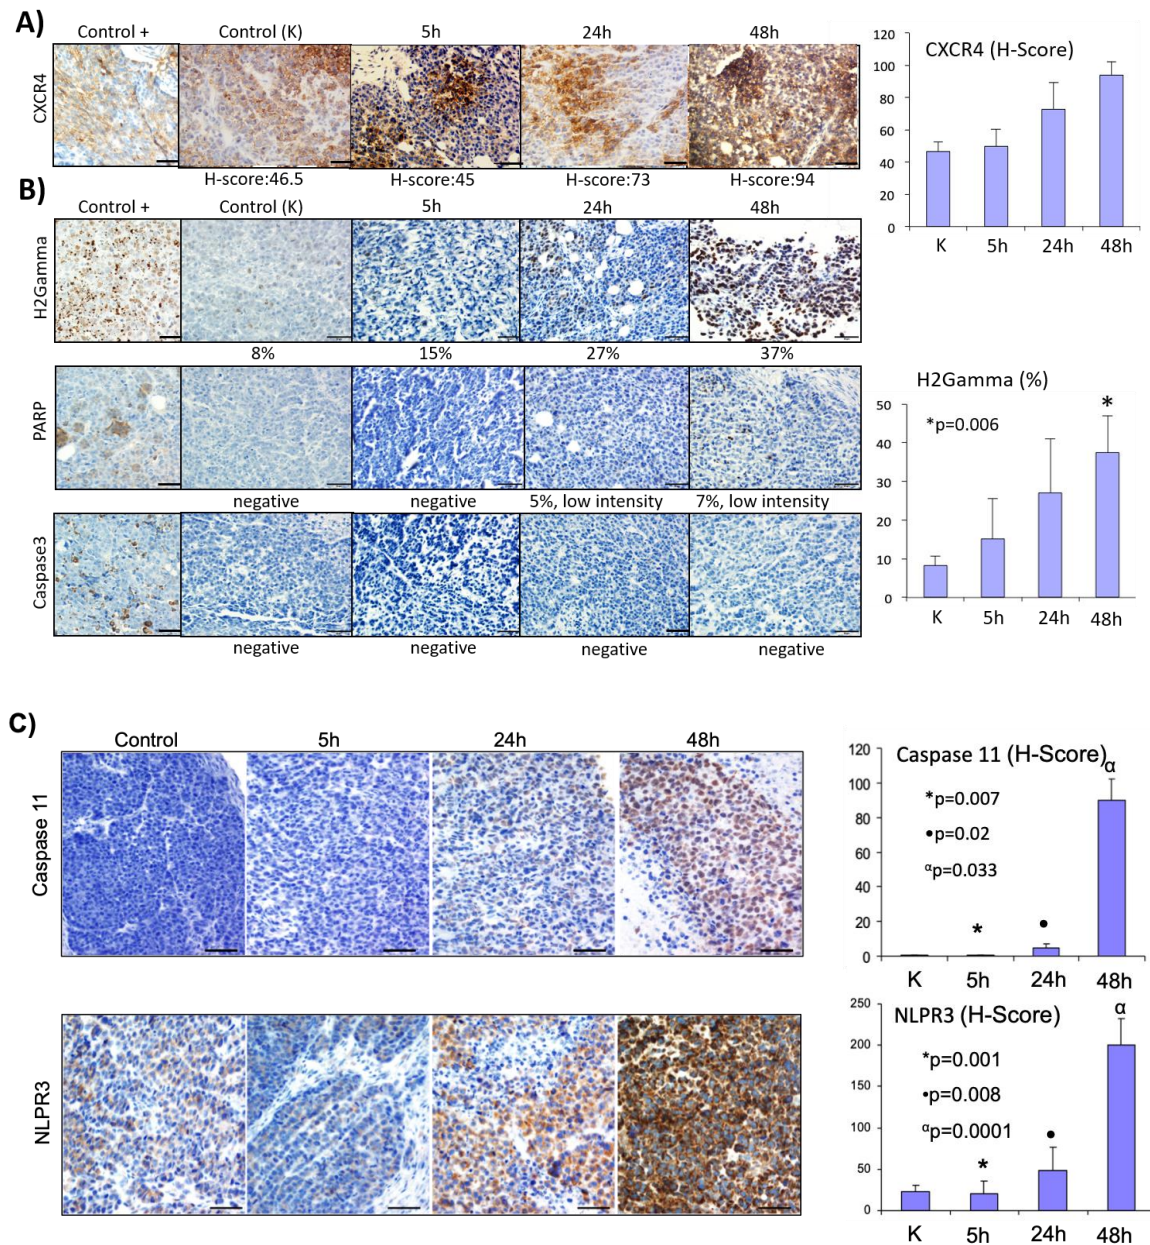 A)
Control +
Control (K)
5h
24h
48h
CXCR4
H-score:46.5
H-score:45
H-score:73
H-score:94
CXCR4 (H-Score)
120
100
80
60
40
20
0
K
5h
24h
48h
B)
Control +
Control (K)
5h
24h
48h
H2Gamma
8%
15%
27%
37%
PARP
negative
negative
5%, low intensity
7%, low intensity
Caspase3
negative
negative
negative
negative
H2Gamma (%)
50
40
30
20
10
0
*p=0.006
*
K
5h
24h
48h
C)
Control
5h
24h
48h
Caspase 11
NLPR3
Caspase 11 (H-Score)
120
100
80
60
40
20
0
*p=0.007
•p=0.02
αp=0.033
*
•
α
K
5h
24h
48h
NLPR3 (H-Score)
250
200
150
100
50
0
*p=0.001
•p=0.008
αp=0.0001
*
•
α
K
5h
24h
48h